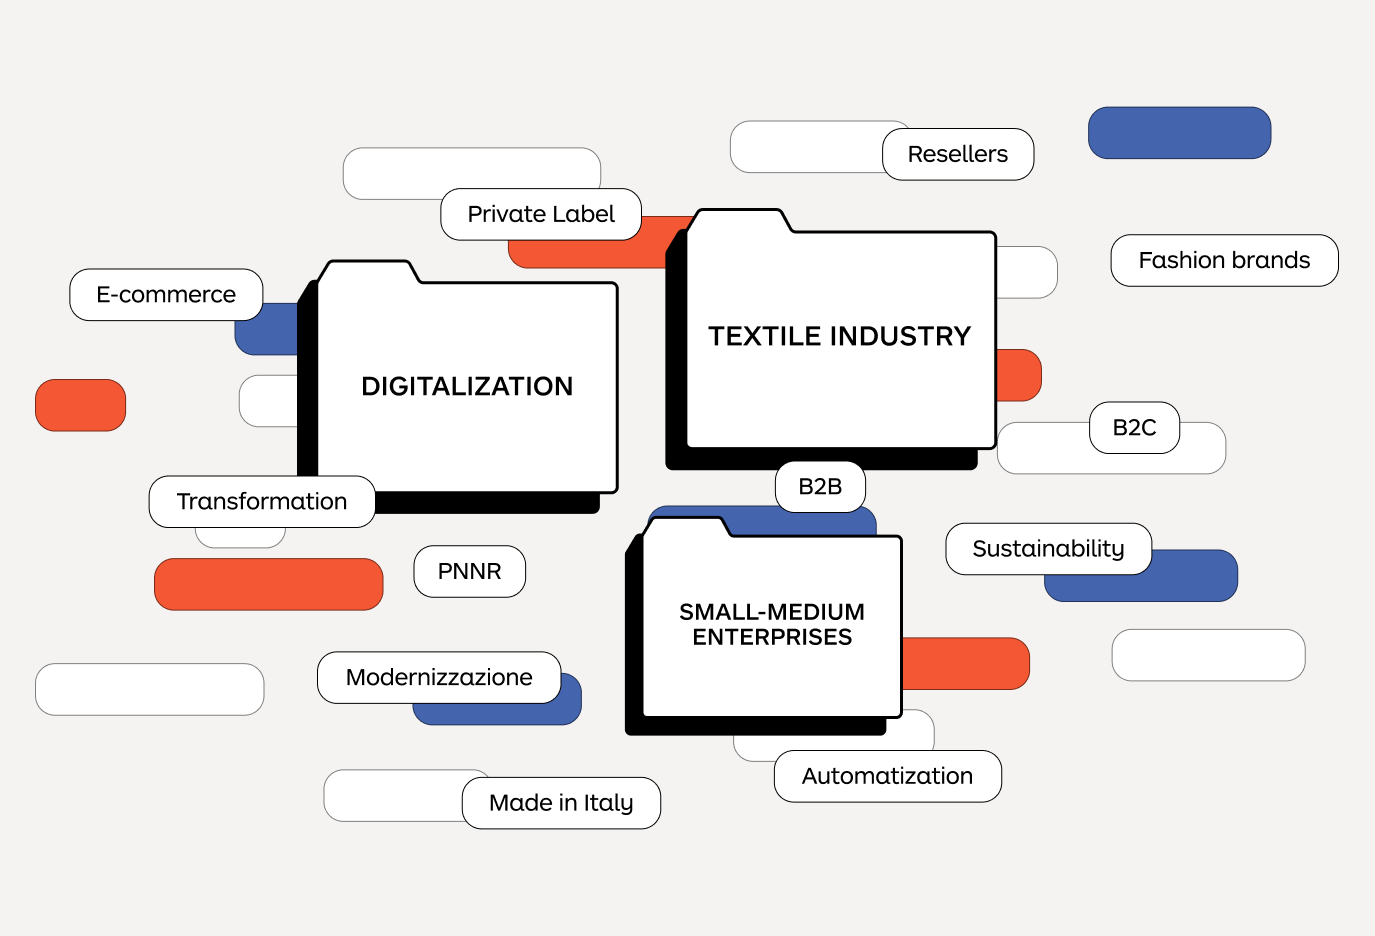 Resellers
Private Label
Fashion brands
E-commerce
TEXTILE INDUSTRY
DIGITALIZATION
B2C
B2B
Transformation
Sustainability
PNNR
SMALL-MEDIUM
ENTERPRISES
Modernizzazione
Automatization
Made in Italy